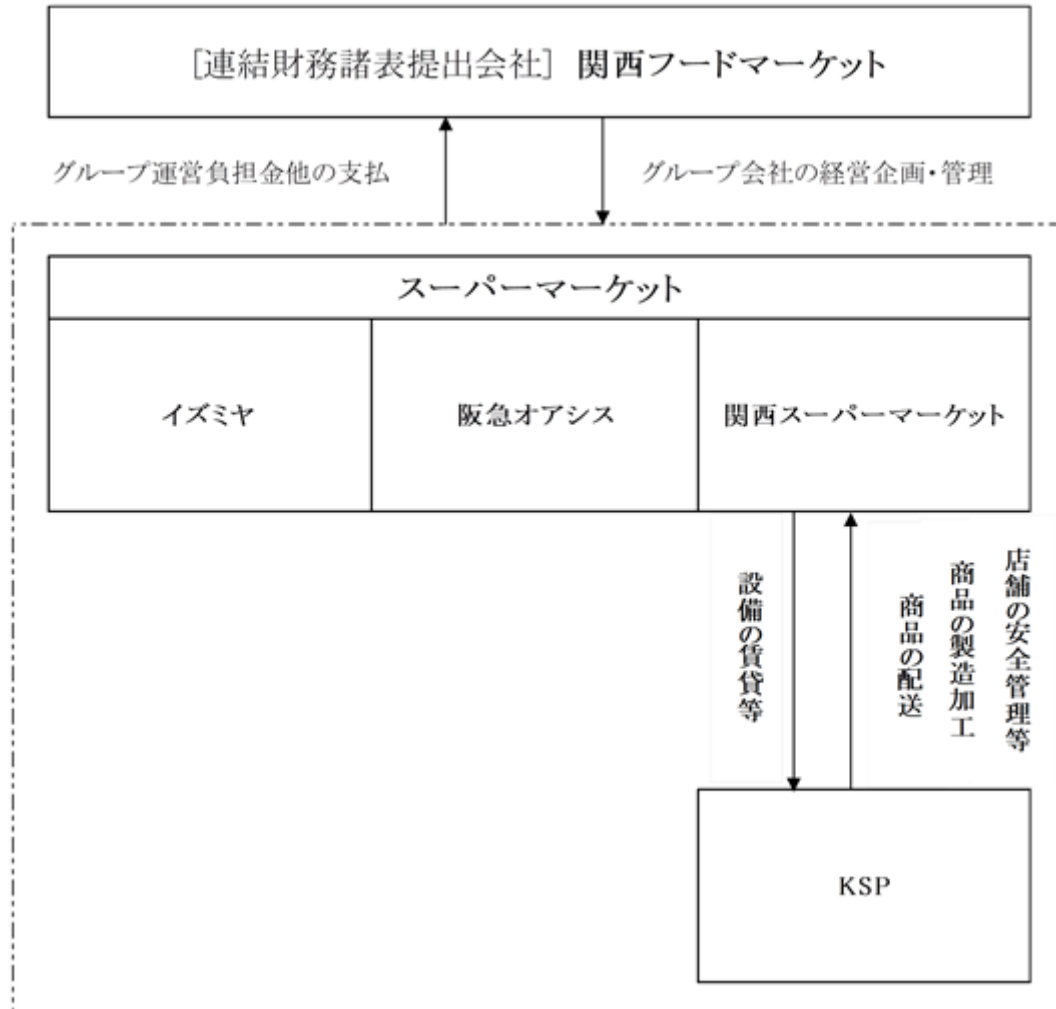 [連結財務諸表提出会社] 関西フードマーケット
グループ運営負担金他の支払
グループ会社の経営企画・管理
スーパーマーケット
イズミヤ
阪急オアシス
関西スーパーマーケット
設備の賃貸等
店舗の安全管理等
商品の製造加工
商品の配送
KSP